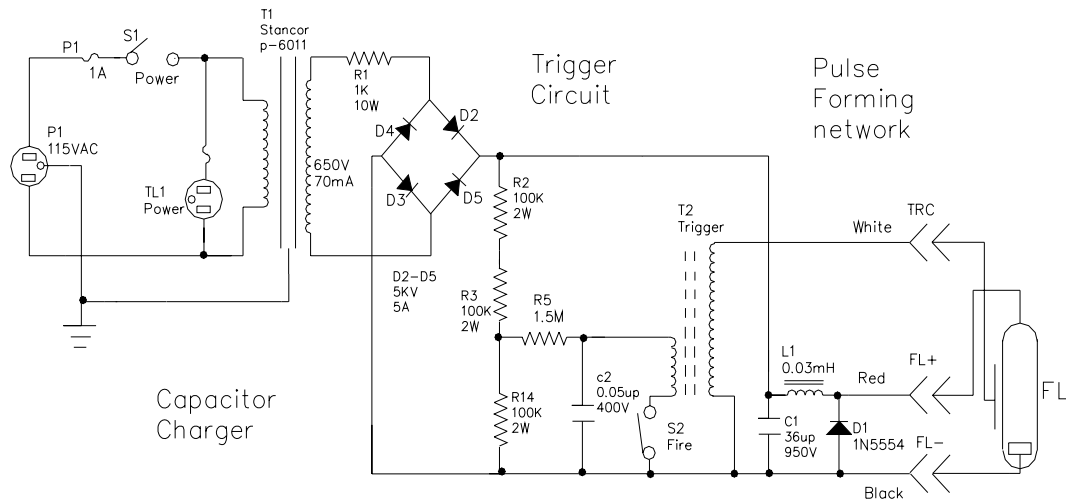 T1
Stancor
p-6011
S1
P1
1A
Power
R1
1K
10W
Trigger
Circuit
Pulse
Forming
network
D4
D2
P1
115VAC
650V
70mA
D3
D5
R2
100K
2W
TL1
Power
T2
Trigger
TRC
White
D2-D5
5KV
5A
R3
100K
2W
R5
1.5M
L1
0.03mH
FL+
Red
Capacitor
Charger
c2
0.05up
400V
R14
100K
2W
S2
Fire
C1
36up
950V
D1
1N5554
FL-
Black
FL